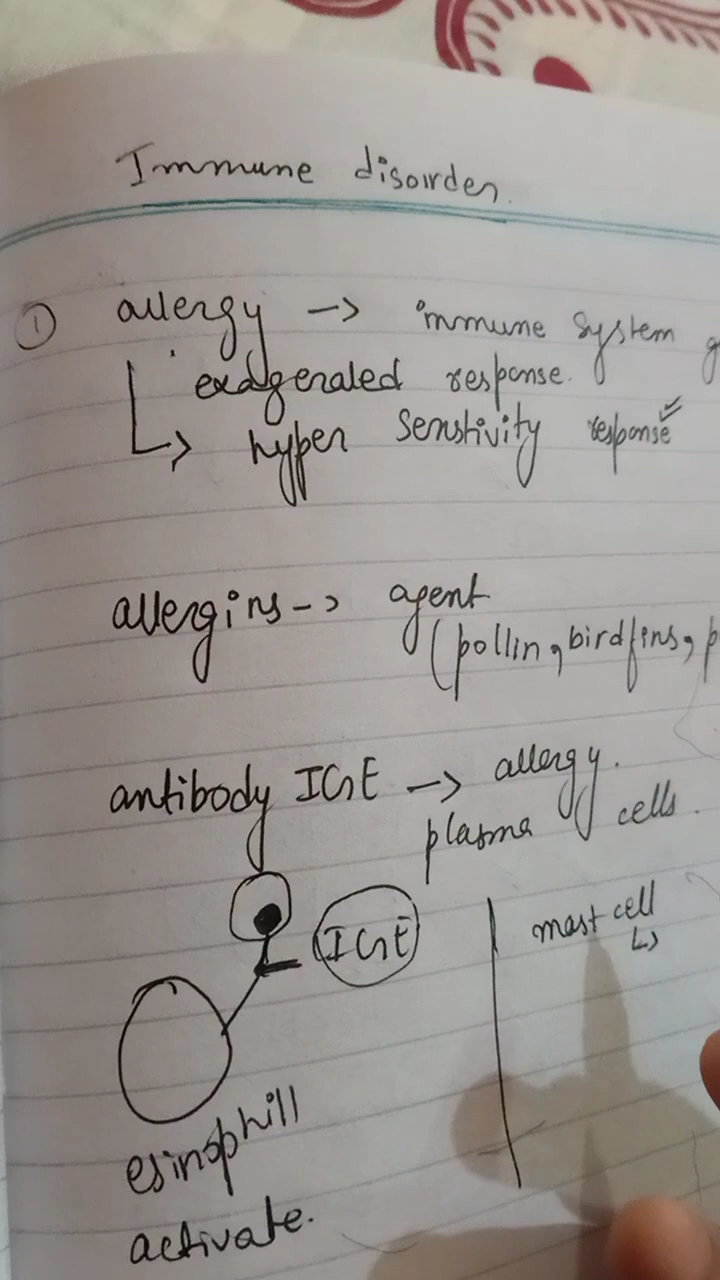 Immune disorder.
① allergy -> immune system g
exagerated response.
↳ hyper senstivity response
allergins -> agent
(pollin, birdfins, p
antibody IGE -> allergy.
plasma cells.
IGE
mast cell
↳
esinophill
activate.